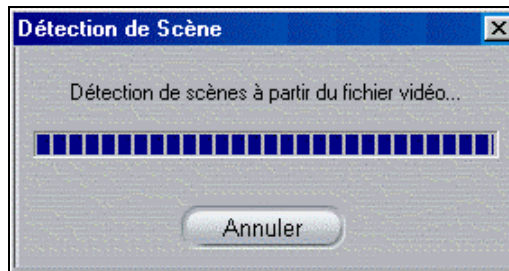 Détection de Scène
Détection de scènes à partir du fichier vidéo...
Annuler